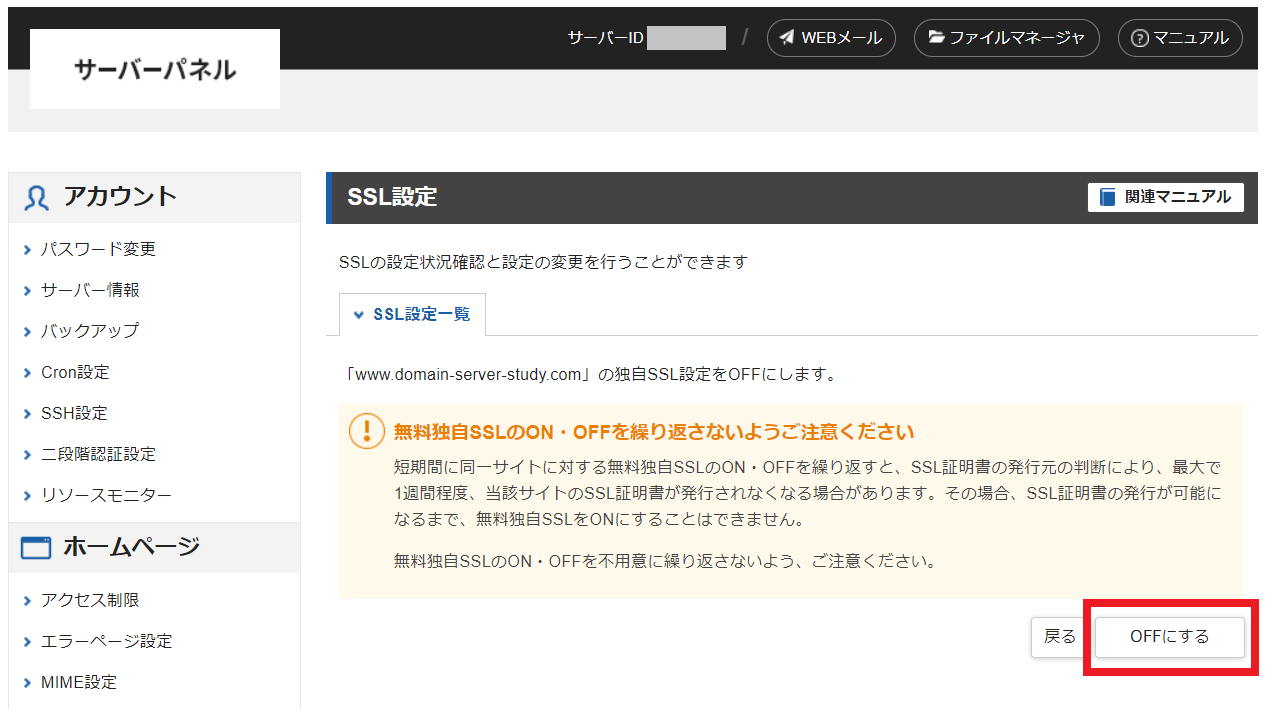 サーバーパネル
サーバーID / WEBメール ファイルマネージャ ? マニュアル
アカウント
パスワード変更
サーバー情報
バックアップ
Cron設定
SSH設定
二段階認証設定
リソースモニター
ホームページ
アクセス制限
エラーページ設定
MIME設定
SSL設定
関連マニュアル
SSLの設定状況確認と設定の変更を行うことができます
SSL設定一覧
「www.domain-server-study.com」の独自SSL設定をOFFにします。
無料独自SSLのON・OFFを繰り返さないようご注意ください
短期間に同一サイトに対する無料独自SSLのON・OFFを繰り返すと、SSL証明書の発行元の判断により、最大で
1週間程度、当該サイトのSSL証明書が発行されなくなる場合があります。その場合、SSL証明書の発行が可能に
なるまで、無料独自SSLをONにすることはできません。
無料独自SSLのON・OFFを不用意に繰り返さないよう、ご注意ください。
戻る
OFFにする